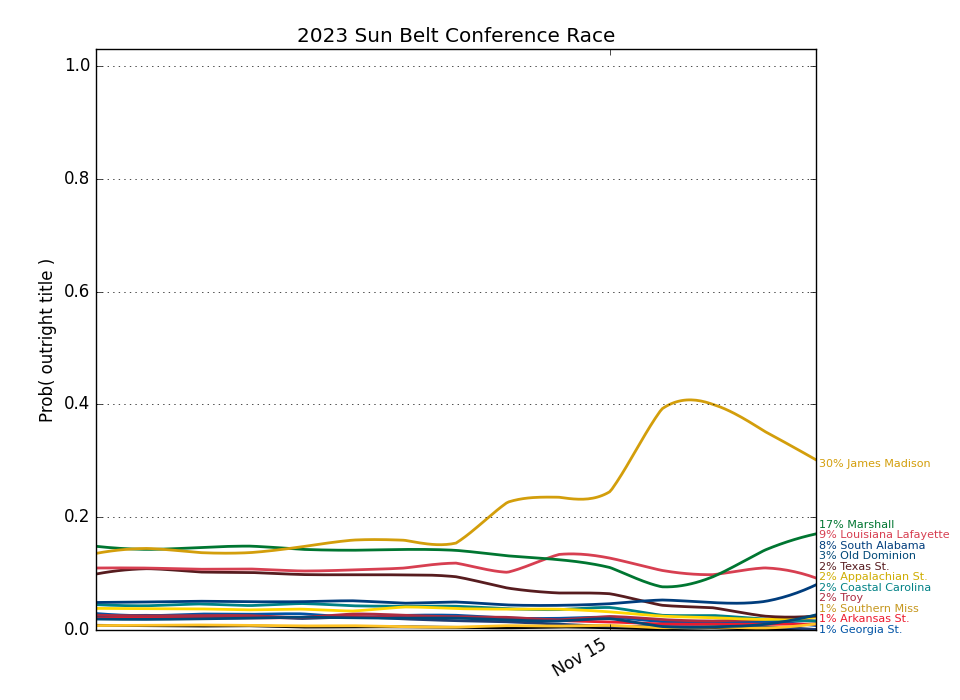 2023 Sun Belt Conference Race
Prob( outright title )
1.0
0.8
0.6
0.4
0.2
0.0
Nov 15
30% James Madison
17% Marshall
9% Louisiana Lafayette
8% South Alabama
3% Old Dominion
2% Texas St.
2% Appalachian St.
2% Coastal Carolina
2% Troy
1% Southern Miss
1% Arkansas St.
1% Georgia St.